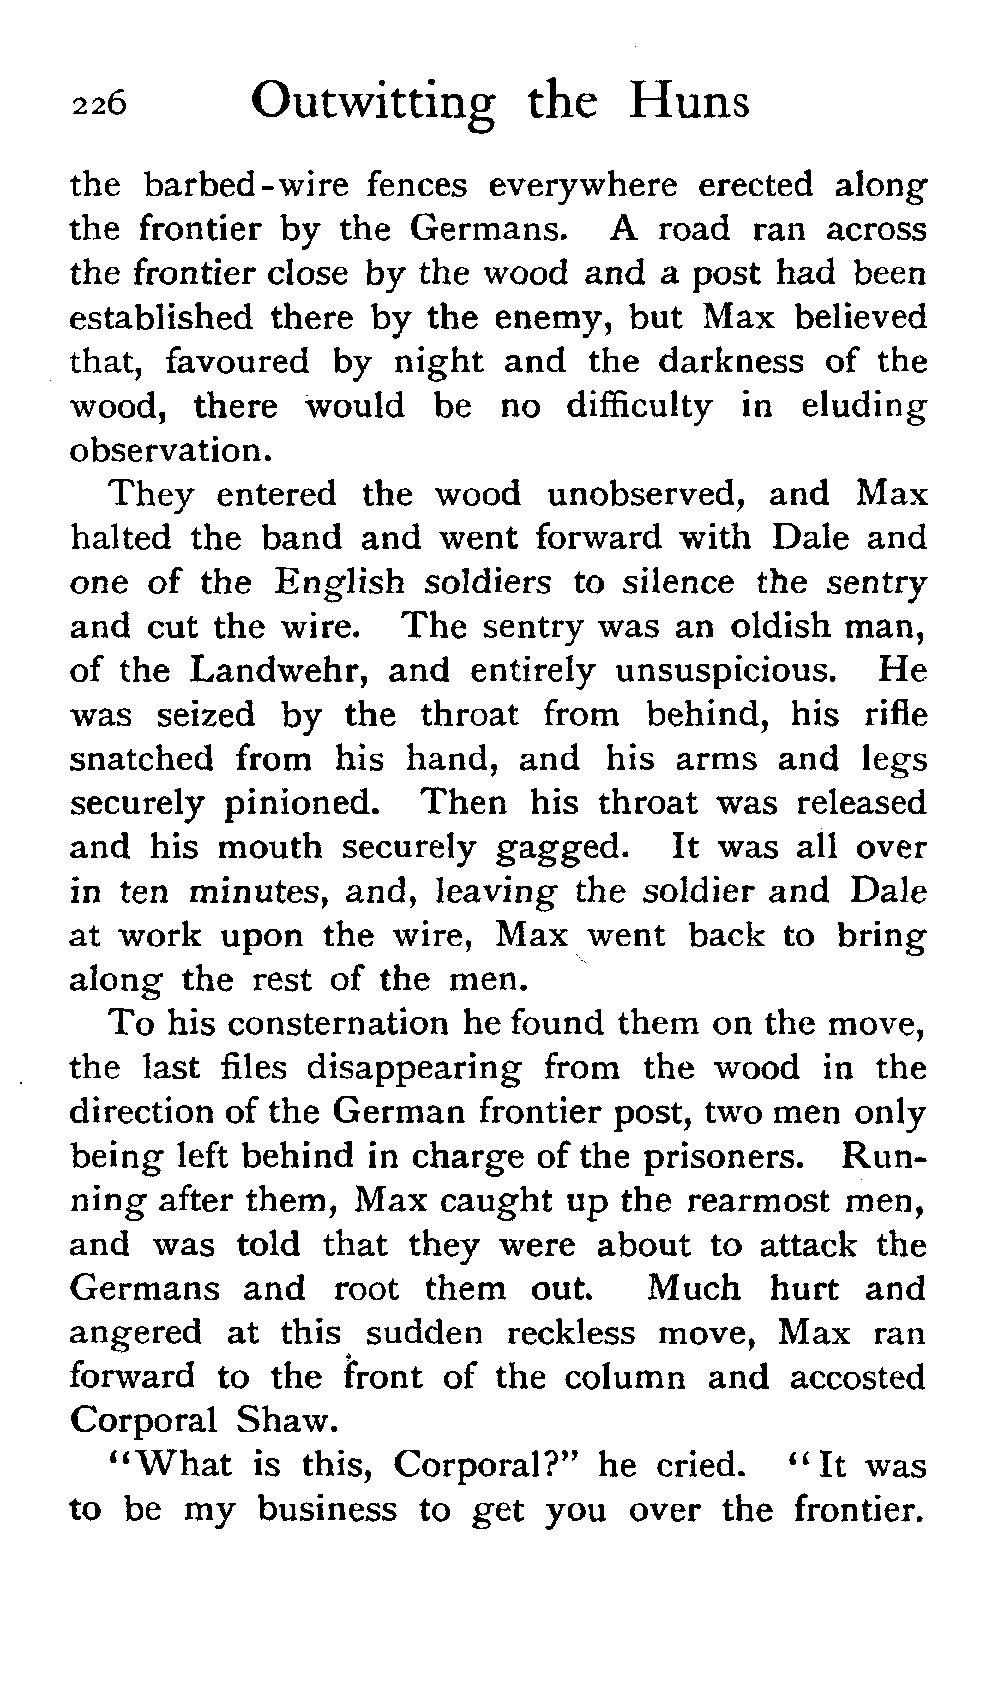 226 Outwitting the Huns
the barbed-wire fences everywhere erected along
the frontier by the Germans. A road ran across
the frontier close by the wood and a post had been
established there by the enemy, but Max believed
that, favoured by night and the darkness of the
wood, there would be no difficulty in eluding
observation.
They entered the wood unobserved, and Max
halted the band and went forward with Dale and
one of the English soldiers to silence the sentry
and cut the wire. The sentry was an oldish man,
of the Landwehr, and entirely unsuspicious. He
was seized by the throat from behind, his rifle
snatched from his hand, and his arms and legs
securely pinioned. Then his throat was released
and his mouth securely gagged. It was all over
in ten minutes, and, leaving the soldier and Dale
at work upon the wire, Max went back to bring
along the rest of the men.
To his consternation he found them on the move,
the last files disappearing from the wood in the
direction of the German frontier post, two men only
being left behind in charge of the prisoners. Run-
ning after them, Max caught up the rearmost men,
and was told that they were about to attack the
Germans and root them out. Much hurt and
angered at this sudden reckless move, Max ran
forward to the front of the column and accosted
Corporal Shaw.
"What is this, Corporal?" he cried. "It was
to be my business to get you over the frontier.